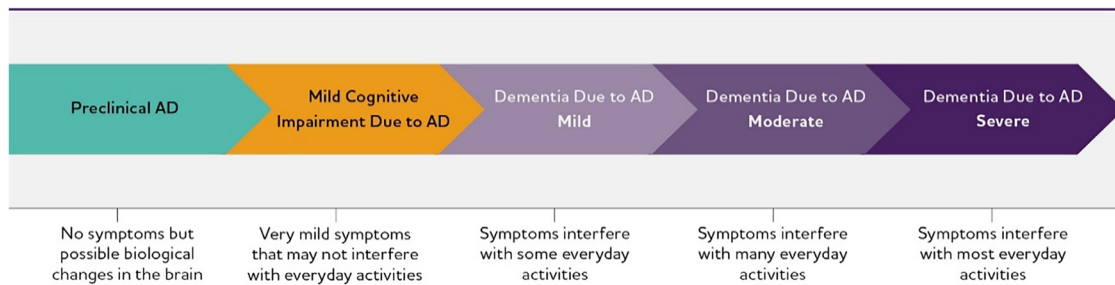 Preclinical AD
Mild Cognitive
Impairment Due to AD
Dementia Due to AD
Mild
Dementia Due to AD
Moderate
Dementia Due to AD
Severe
No symptoms but
possible biological
changes in the brain
Very mild symptoms
that may not interfere
with everyday activities
Symptoms interfere
with some everyday
activities
Symptoms interfere
with many everyday
activities
Symptoms interfere
with most everyday
activities